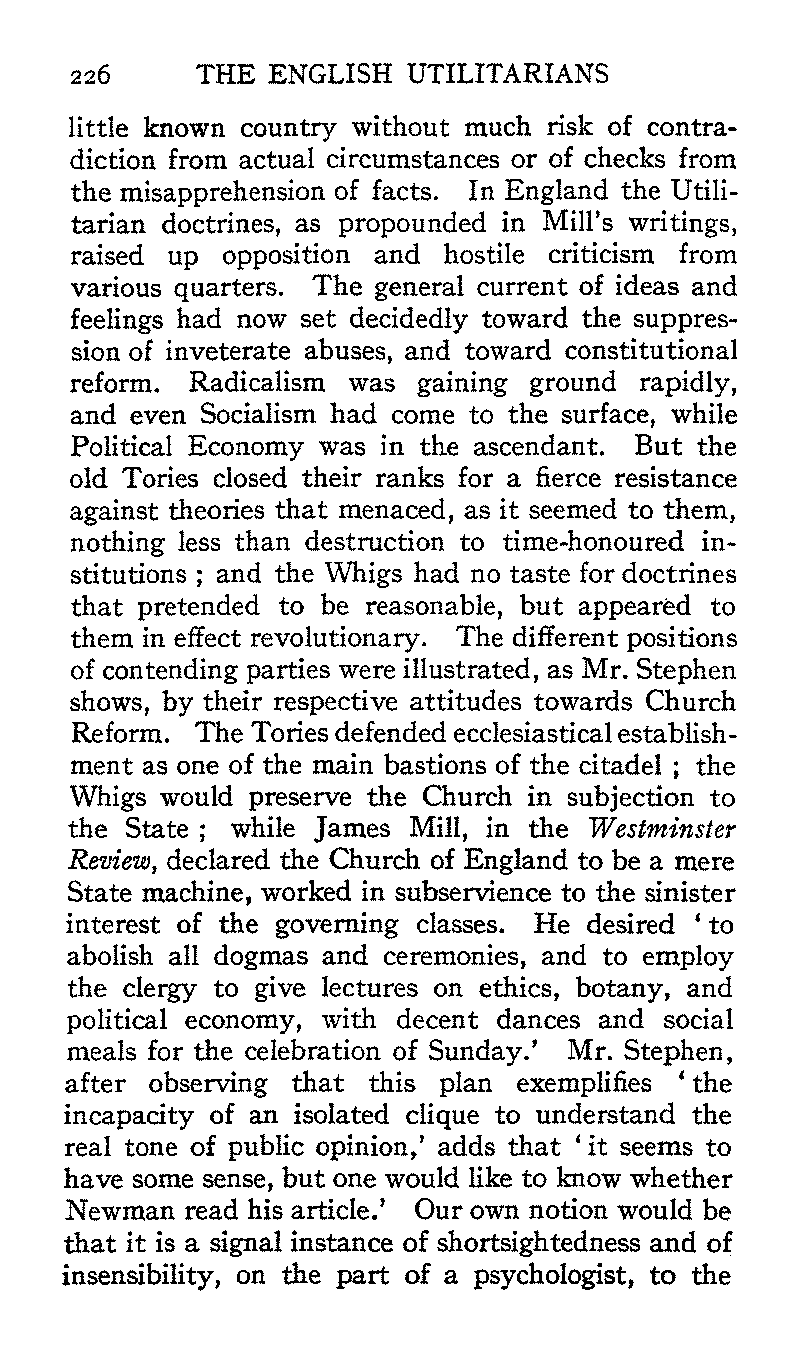 226 THE ENGLISH UTILITARIANS
little known country without much risk of contra-
diction from actual circumstances or of checks from
the misapprehension of facts. In England the Utili-
tarian doctrines, as propounded in Mill's writings,
raised up opposition and hostile criticism from
various quarters. The general current of ideas and
feelings had now set decidedly toward the suppres-
sion of inveterate abuses, and toward constitutional
reform. Radicalism was gaining ground rapidly,
and even Socialism had come to the surface, while
Political Economy was in the ascendant. But the
old Tories closed their ranks for a fierce resistance
against theories that menaced, as it seemed to them,
nothing less than destruction to time-honoured in-
stitutions ; and the Whigs had no taste for doctrines
that pretended to be reasonable, but appeared to
them in effect revolutionary. The different positions
of contending parties were illustrated, as Mr. Stephen
shows, by their respective attitudes towards Church
Reform. The Tories defended ecclesiastical establish-
ment as one of the main bastions of the citadel ; the
Whigs would preserve the Church in subjection to
the State ; while James Mill, in the Westminster
Review, declared the Church of England to be a mere
State machine, worked in subservience to the sinister
interest of the governing classes. He desired ‘ to
abolish all dogmas and ceremonies, and to employ
the clergy to give lectures on ethics, botany, and
political economy, with decent dances and social
meals for the celebration of Sunday.’ Mr. Stephen,
after observing that this plan exemplifies ‘ the
incapacity of an isolated clique to understand the
real tone of public opinion,’ adds that ‘ it seems to
have some sense, but one would like to know whether
Newman read his article.’ Our own notion would be
that it is a signal instance of shortsightedness and of
insensibility, on the part of a psychologist, to the